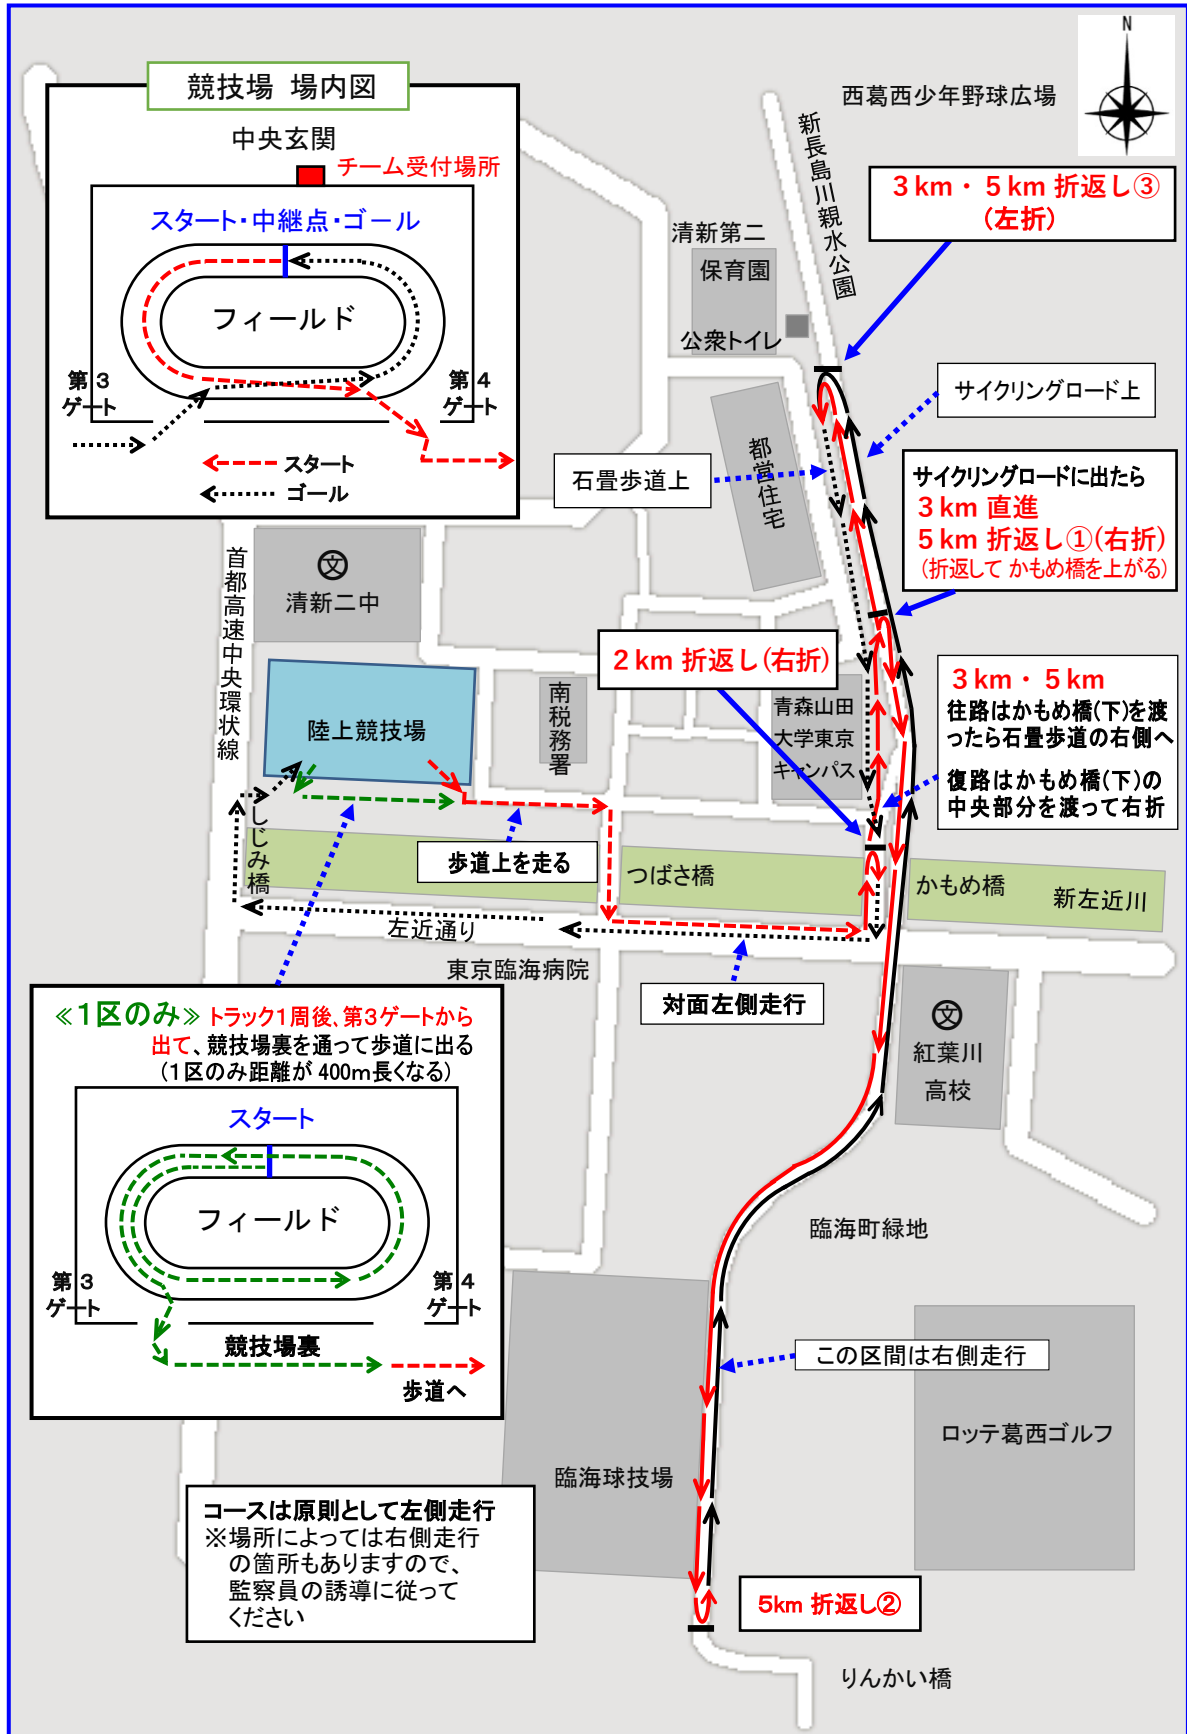 N
競技場 場内図
中央玄関
チーム受付場所
スタート・中継点・ゴール
フィールド
第3
ゲート
第4
ゲート
スタート
ゴール
西葛西少年野球広場
新長島川親水公園
3km・5km 折返し③
(左折)
清新第二
保育園
公衆トイレ
サイクリングロード上
都営住宅
石畳歩道上
サイクリングロードに出たら
3km 直進
5km 折返し①(右折)
(折返して かもめ橋を上がる)
首都高速中央環状線
文
清新二中
2km 折返し(右折)
3km・5km
往路はかもめ橋(下)を渡
ったら石畳歩道の右側へ
復路はかもめ橋(下)の
中央部分を渡って右折
陸上競技場
南税務署
青森山田
大学東京
キャンパス
しじみ橋
歩道上を走る
つばさ橋
かもめ橋
新左近川
左近通り
東京臨海病院
対面左側走行
文
紅葉川
高校
≪1区のみ≫ トラック1周後、第3ゲートから
出て、競技場裏を通って歩道に出る
(1区のみ距離が 400m長くなる)
スタート
フィールド
第3
ゲート
第4
ゲート
競技場裏
歩道へ
臨海町緑地
この区間は右側走行
ロッテ葛西ゴルフ
臨海球技場
コースは原則として左側走行
※場所によっては右側走行
の箇所もありますので、
監察員の誘導に従って
ください
5km 折返し②
りんかい橋